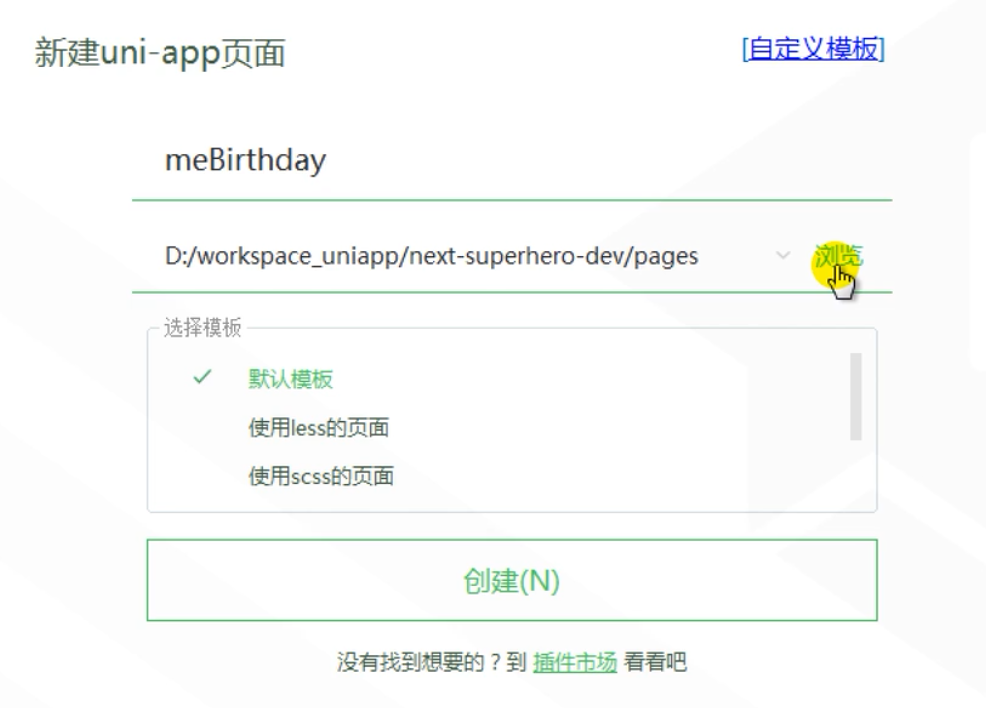 新建uni-app页面 [自定义模板]
meBirthday
D:/workspace_uniapp/next-superhero-dev/pages 浏览
选择模板
默认模板
使用less的页面
使用scss的页面
创建(N)
没有找到想要的？到 插件市场 看看吧